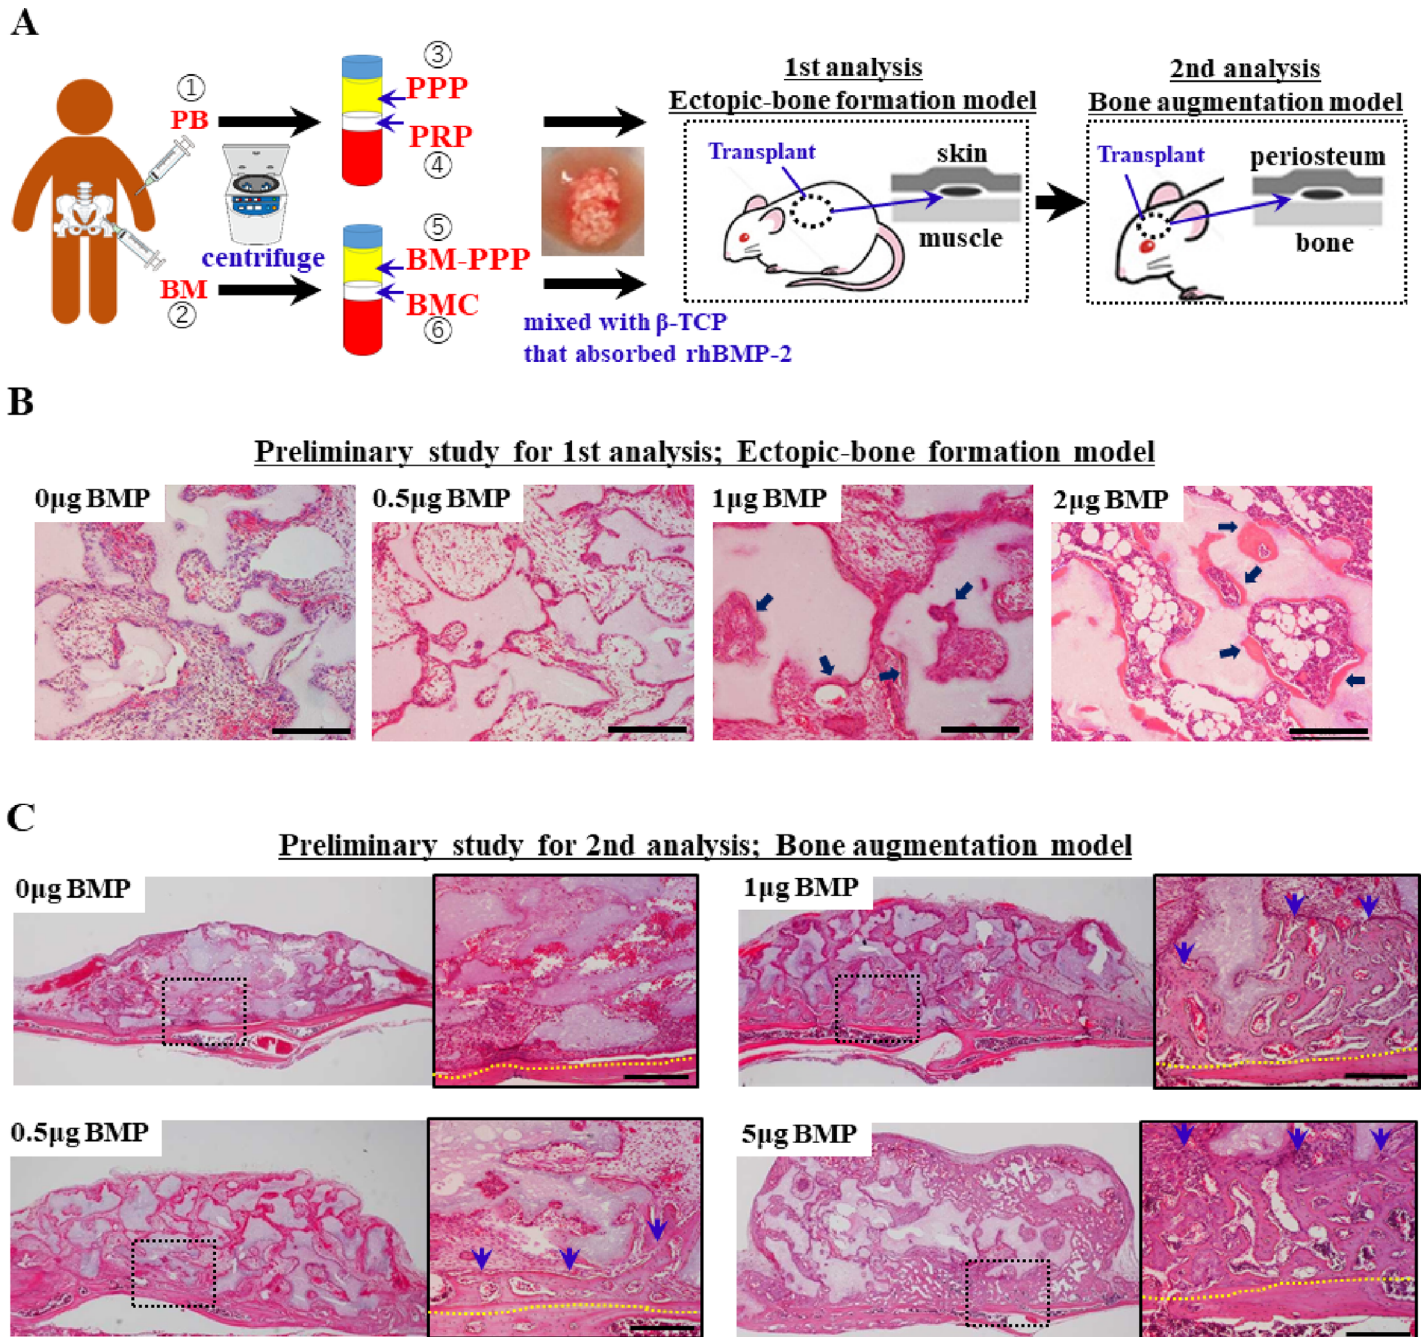 A
①
PB
centrifuge
BM
②
③
PPP
PRP
④
⑤
BM-PPP
BMC
⑥
mixed with β-TCP
that absorbed rhBMP-2
1st analysis
Ectopic-bone formation model
Transplant
skin
muscle
2nd analysis
Bone augmentation model
Transplant
periosteum
bone
B
Preliminary study for 1st analysis; Ectopic-bone formation model
0μg BMP
0.5μg BMP
1μg BMP
2μg BMP
C
Preliminary study for 2nd analysis; Bone augmentation model
0μg BMP
1μg BMP
0.5μg BMP
5μg BMP